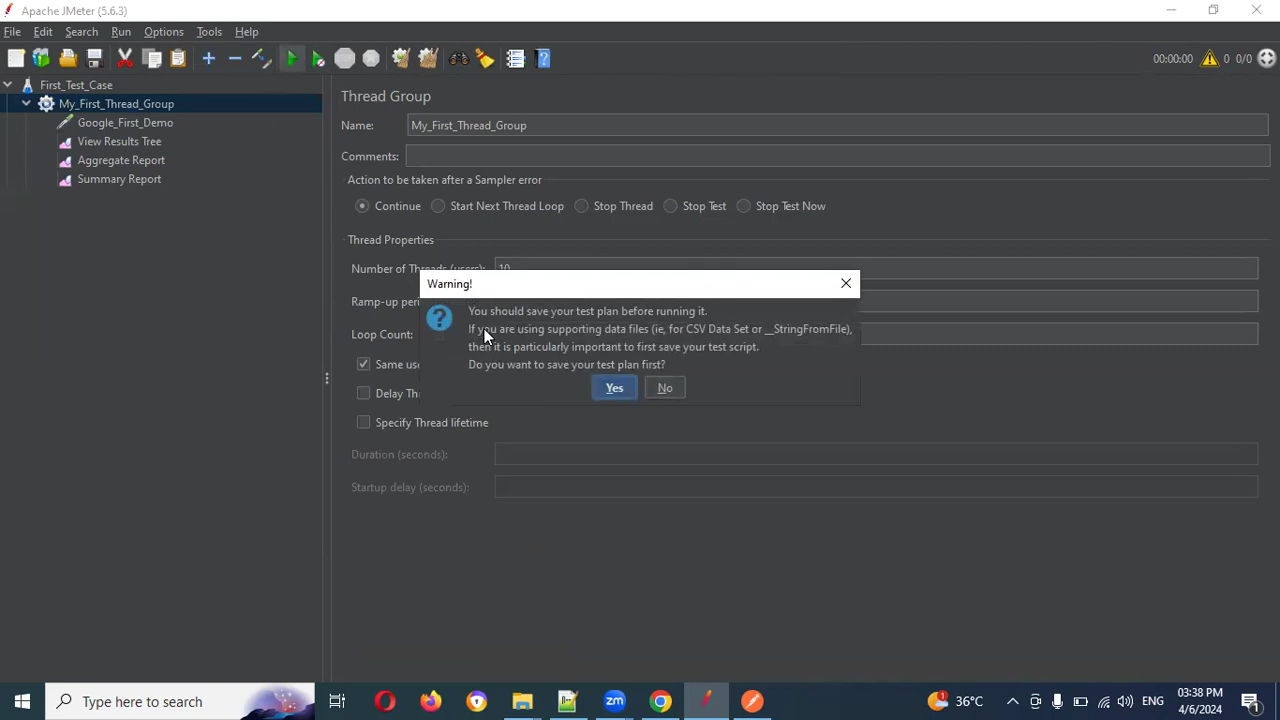 Apache JMeter (5.6.3)
File Edit Search Run Options Tools Help
00:00:00 0 0/0
First_Test_Case
My_First_Thread_Group
Google_First_Demo
View Results Tree
Aggregate Report
Summary Report
Thread Group
Name: My_First_Thread_Group
Comments:
Action to be taken after a Sampler error
Continue Start Next Thread Loop Stop Thread Stop Test Stop Test Now
Thread Properties
Number of Threads (users): 10
Ramp-up
Loop Count:
Same
Delay
Specify Thread lifetime
Duration (seconds):
Startup delay (seconds):
Warning!
You should save your test plan before running it.
If you are using supporting data files (ie, for CSV Data Set or __StringFromFile),
then it is particularly important to first save your test script.
Do you want to save your test plan first?
Yes No
Type here to search
1 36°C ENG 03:38 PM
4/6/2024 1